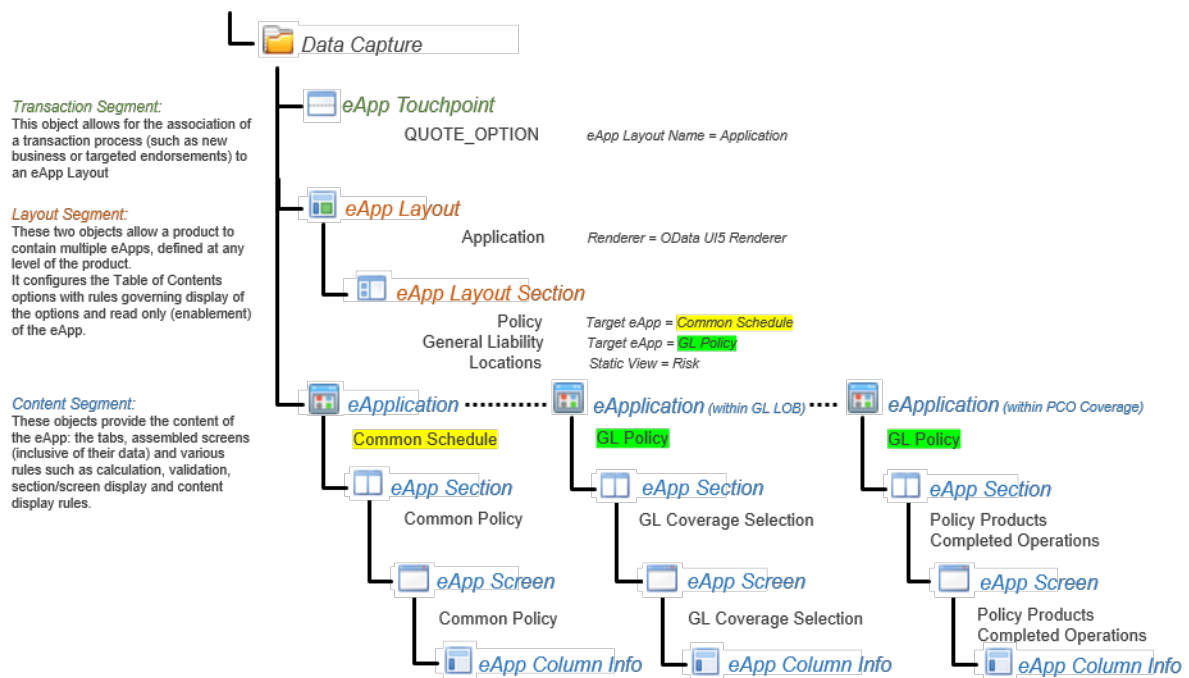 Data Capture
Transaction Segment:
This object allows for the association of
a transaction process (such as new
business or targeted endorsements) to
an eApp Layout
eApp Touchpoint
QUOTE_OPTION eApp Layout Name = Application
Layout Segment:
These two objects allow a product to
contain multiple eApps, defined at any
level of the product.
It configures the Table of Contents
options with rules governing display of
the options and read only (enablement)
of the eApp.
eApp Layout
Application Renderer = OData UI5 Renderer
eApp Layout Section
Policy Target eApp = Common Schedule
General Liability Target eApp = GL Policy
Locations Static View = Risk
Content Segment:
These objects provide the content of
the eApp: the tabs, assembled screens
(inclusive of their data) and various
rules such as calculation, validation,
section/screen display and content
display rules.
eApplication eApplication (within GL LOB) eApplication (within PCO Coverage)
Common Schedule GL Policy GL Policy
eApp Section eApp Section eApp Section
Common Policy GL Coverage Selection Policy Products
Completed Operations
eApp Screen eApp Screen eApp Screen
Common Policy GL Coverage Selection Policy Products
Completed Operations
eApp Column Info eApp Column Info eApp Column Info